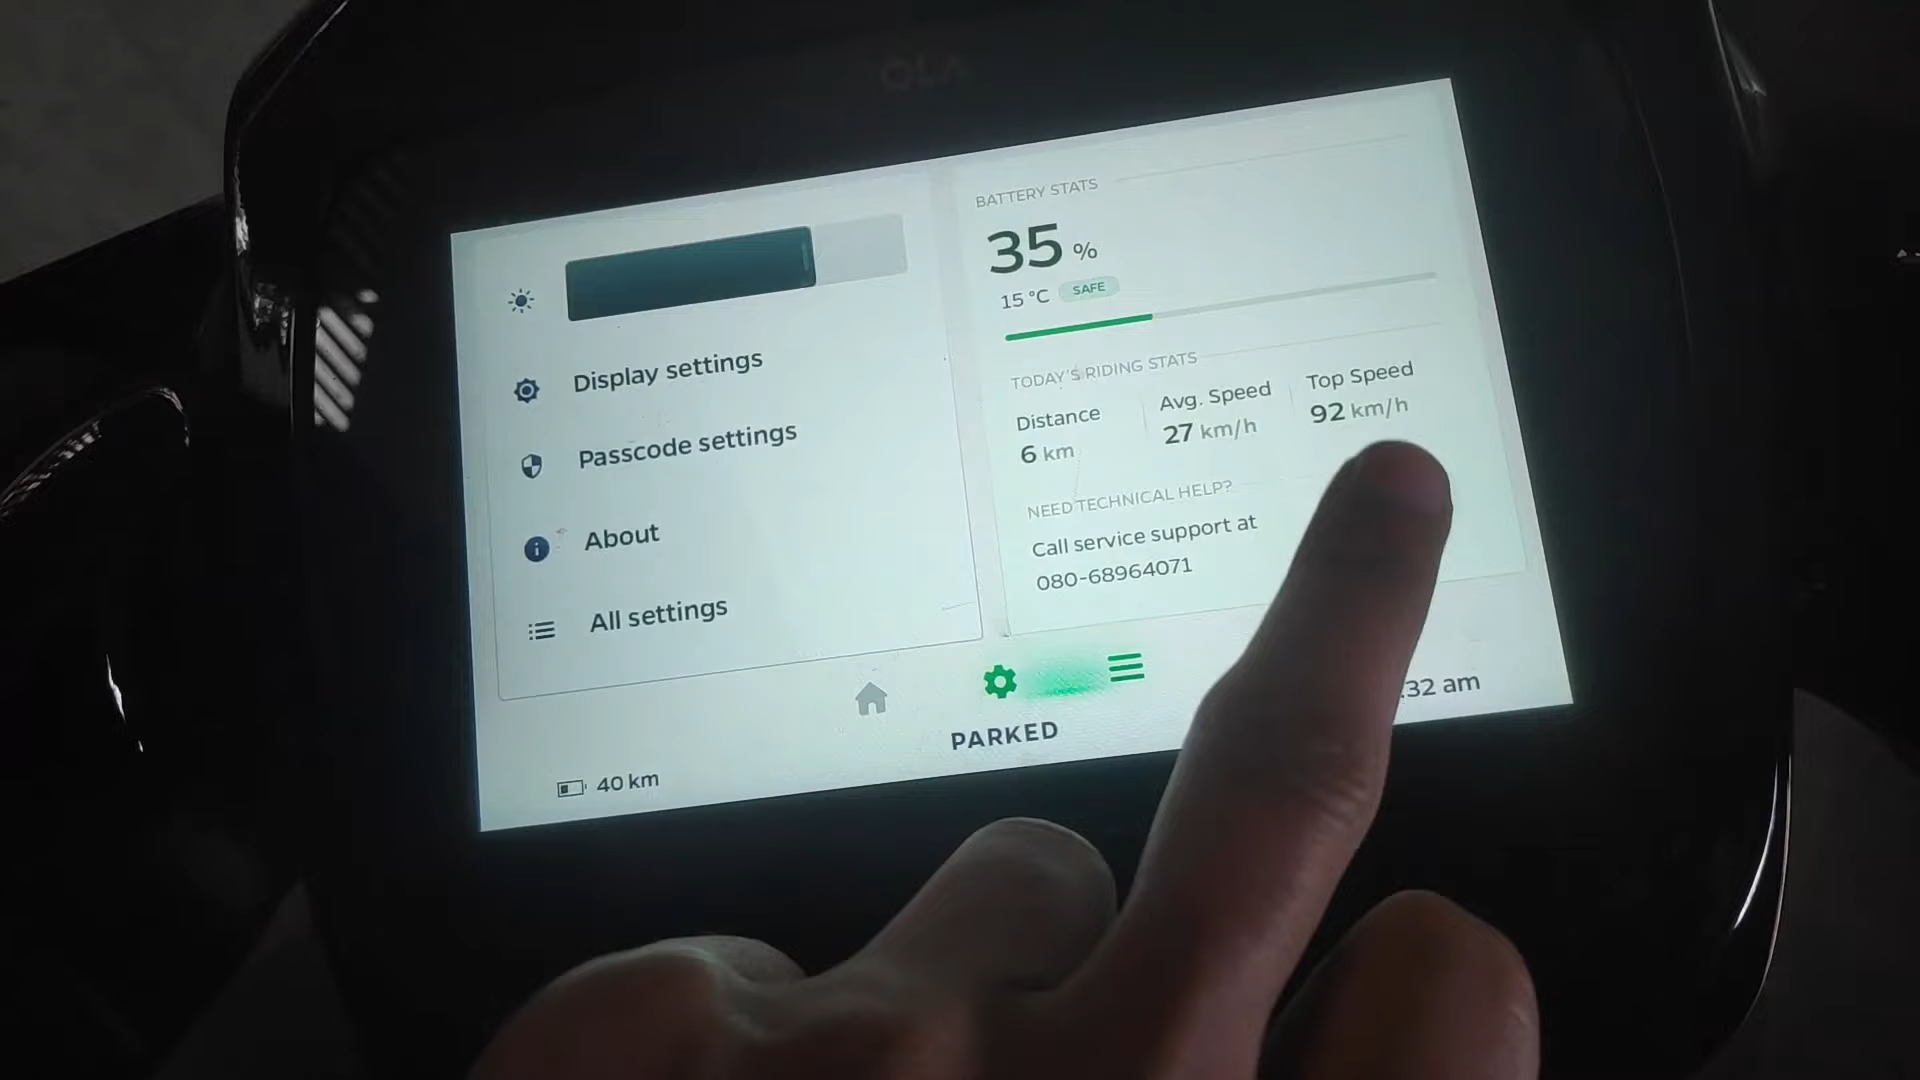 OLA
Display settings
Passcode settings
About
All settings
BATTERY STATS
35 %
15 °C SAFE
TODAY'S RIDING STATS
Distance Avg. Speed Top Speed
6 km 27 km/h 92 km/h
NEED TECHNICAL HELP?
Call service support at
080-68964071
PARKED
40 km
:32 am